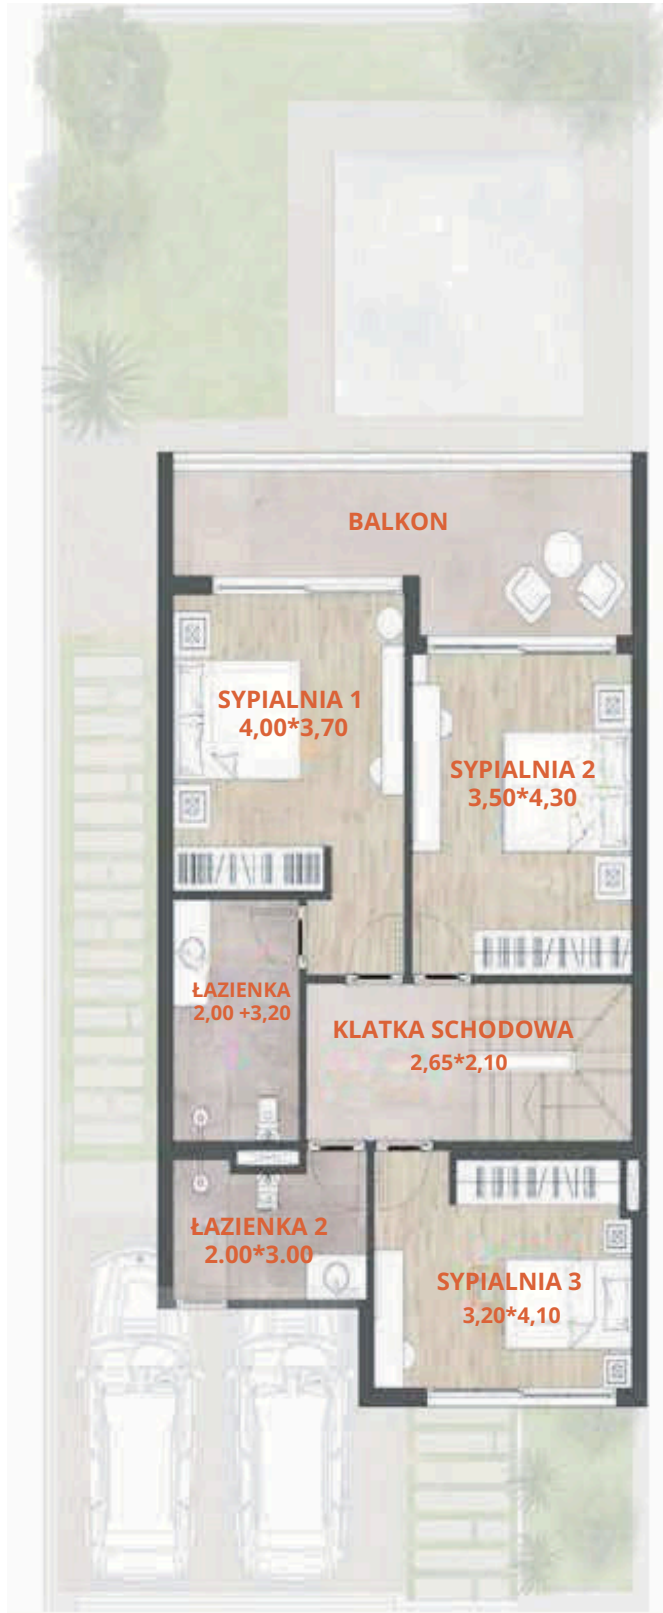 BALKON
SYPIALNIA 1
4,00*3,70
SYPIALNIA 2
3,50*4,30
ŁAZIENKA
2,00 +3,20
KLATKA SCHODOWA
2,65*2,10
ŁAZIENKA 2
2.00*3.00
SYPIALNIA 3
3,20*4,10